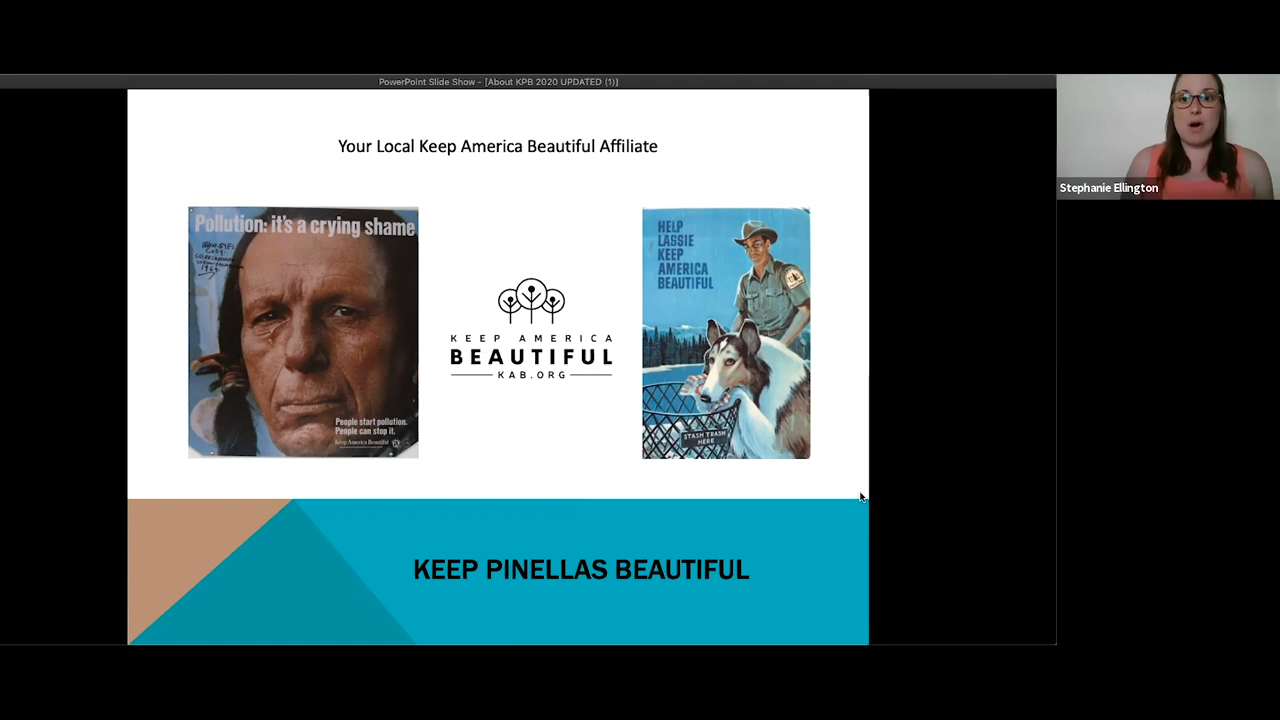 PowerPoint Slide Show - [About KPB 2020 UPDATED (1)]
Your Local Keep America Beautiful Affiliate
Pollution: it's a crying shame
People start pollution.
People can stop it.
Keep America Beautiful
KEEP AMERICA
BEAUTIFUL
KAB.ORG
HELP
LASSIE
KEEP
AMERICA
BEAUTIFUL
STASH TRASH
HERE
KEEP PINELLAS BEAUTIFUL
Stephanie Ellington